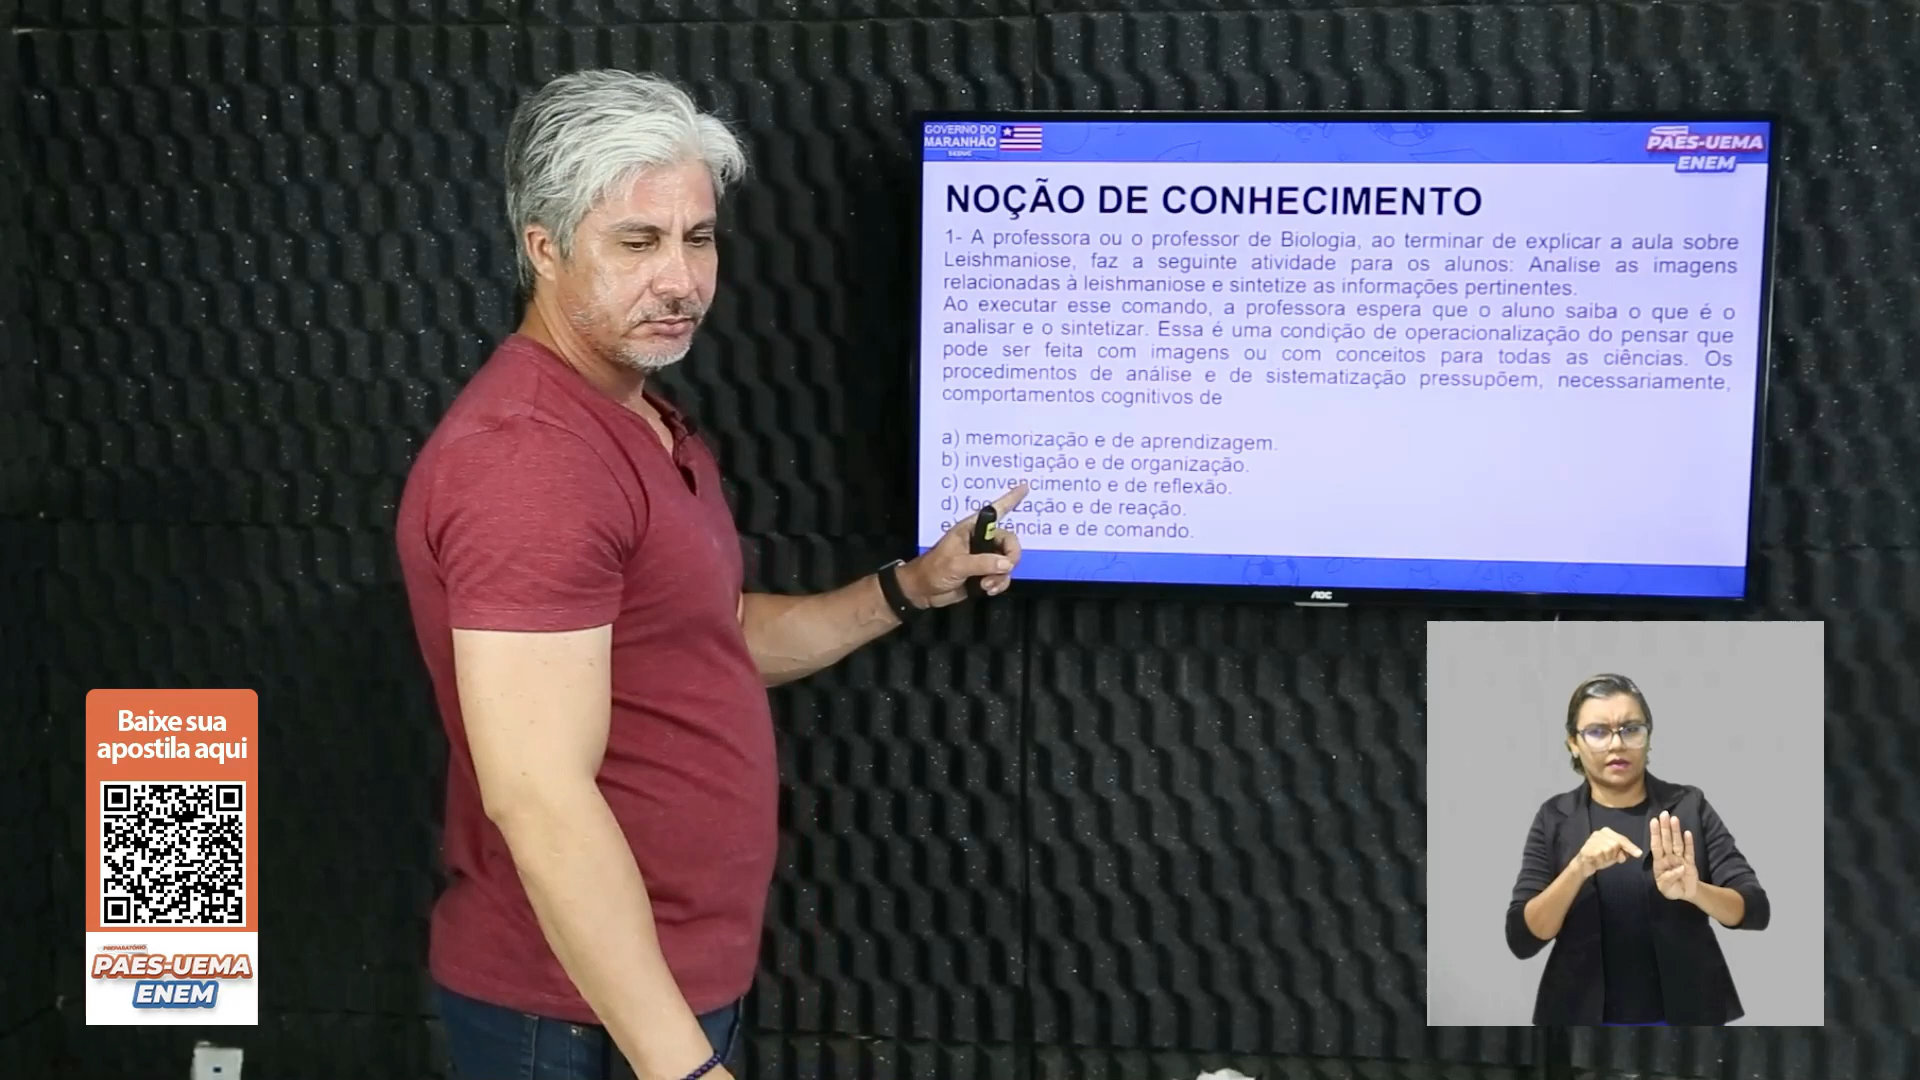 GOVERNO DO
MARANHÃO
PAES-UEMA
ENEM
NOÇÃO DE CONHECIMENTO
1- A professora ou o professor de Biologia, ao terminar de explicar a aula sobre
Leishmaniose, faz a seguinte atividade para os alunos: Analise as imagens
relacionadas à leishmaniose e sintetize as informações pertinentes.
Ao executar esse comando, a professora espera que o aluno saiba o que é o
analisar e o sintetizar. Essa é uma condição de operacionalização do pensar que
pode ser feita com imagens ou com conceitos para todas as ciências. Os
procedimentos de análise e de sistematização pressupõem, necessariamente,
comportamentos cognitivos de
a) memorização e de aprendizagem.
b) investigação e de organização.
c) convencimento e de reflexão.
d) e de reação.
e de comando.
AOC
Baixe sua
apostila aqui
PREPARATÓRIO
PAES-UEMA
ENEM